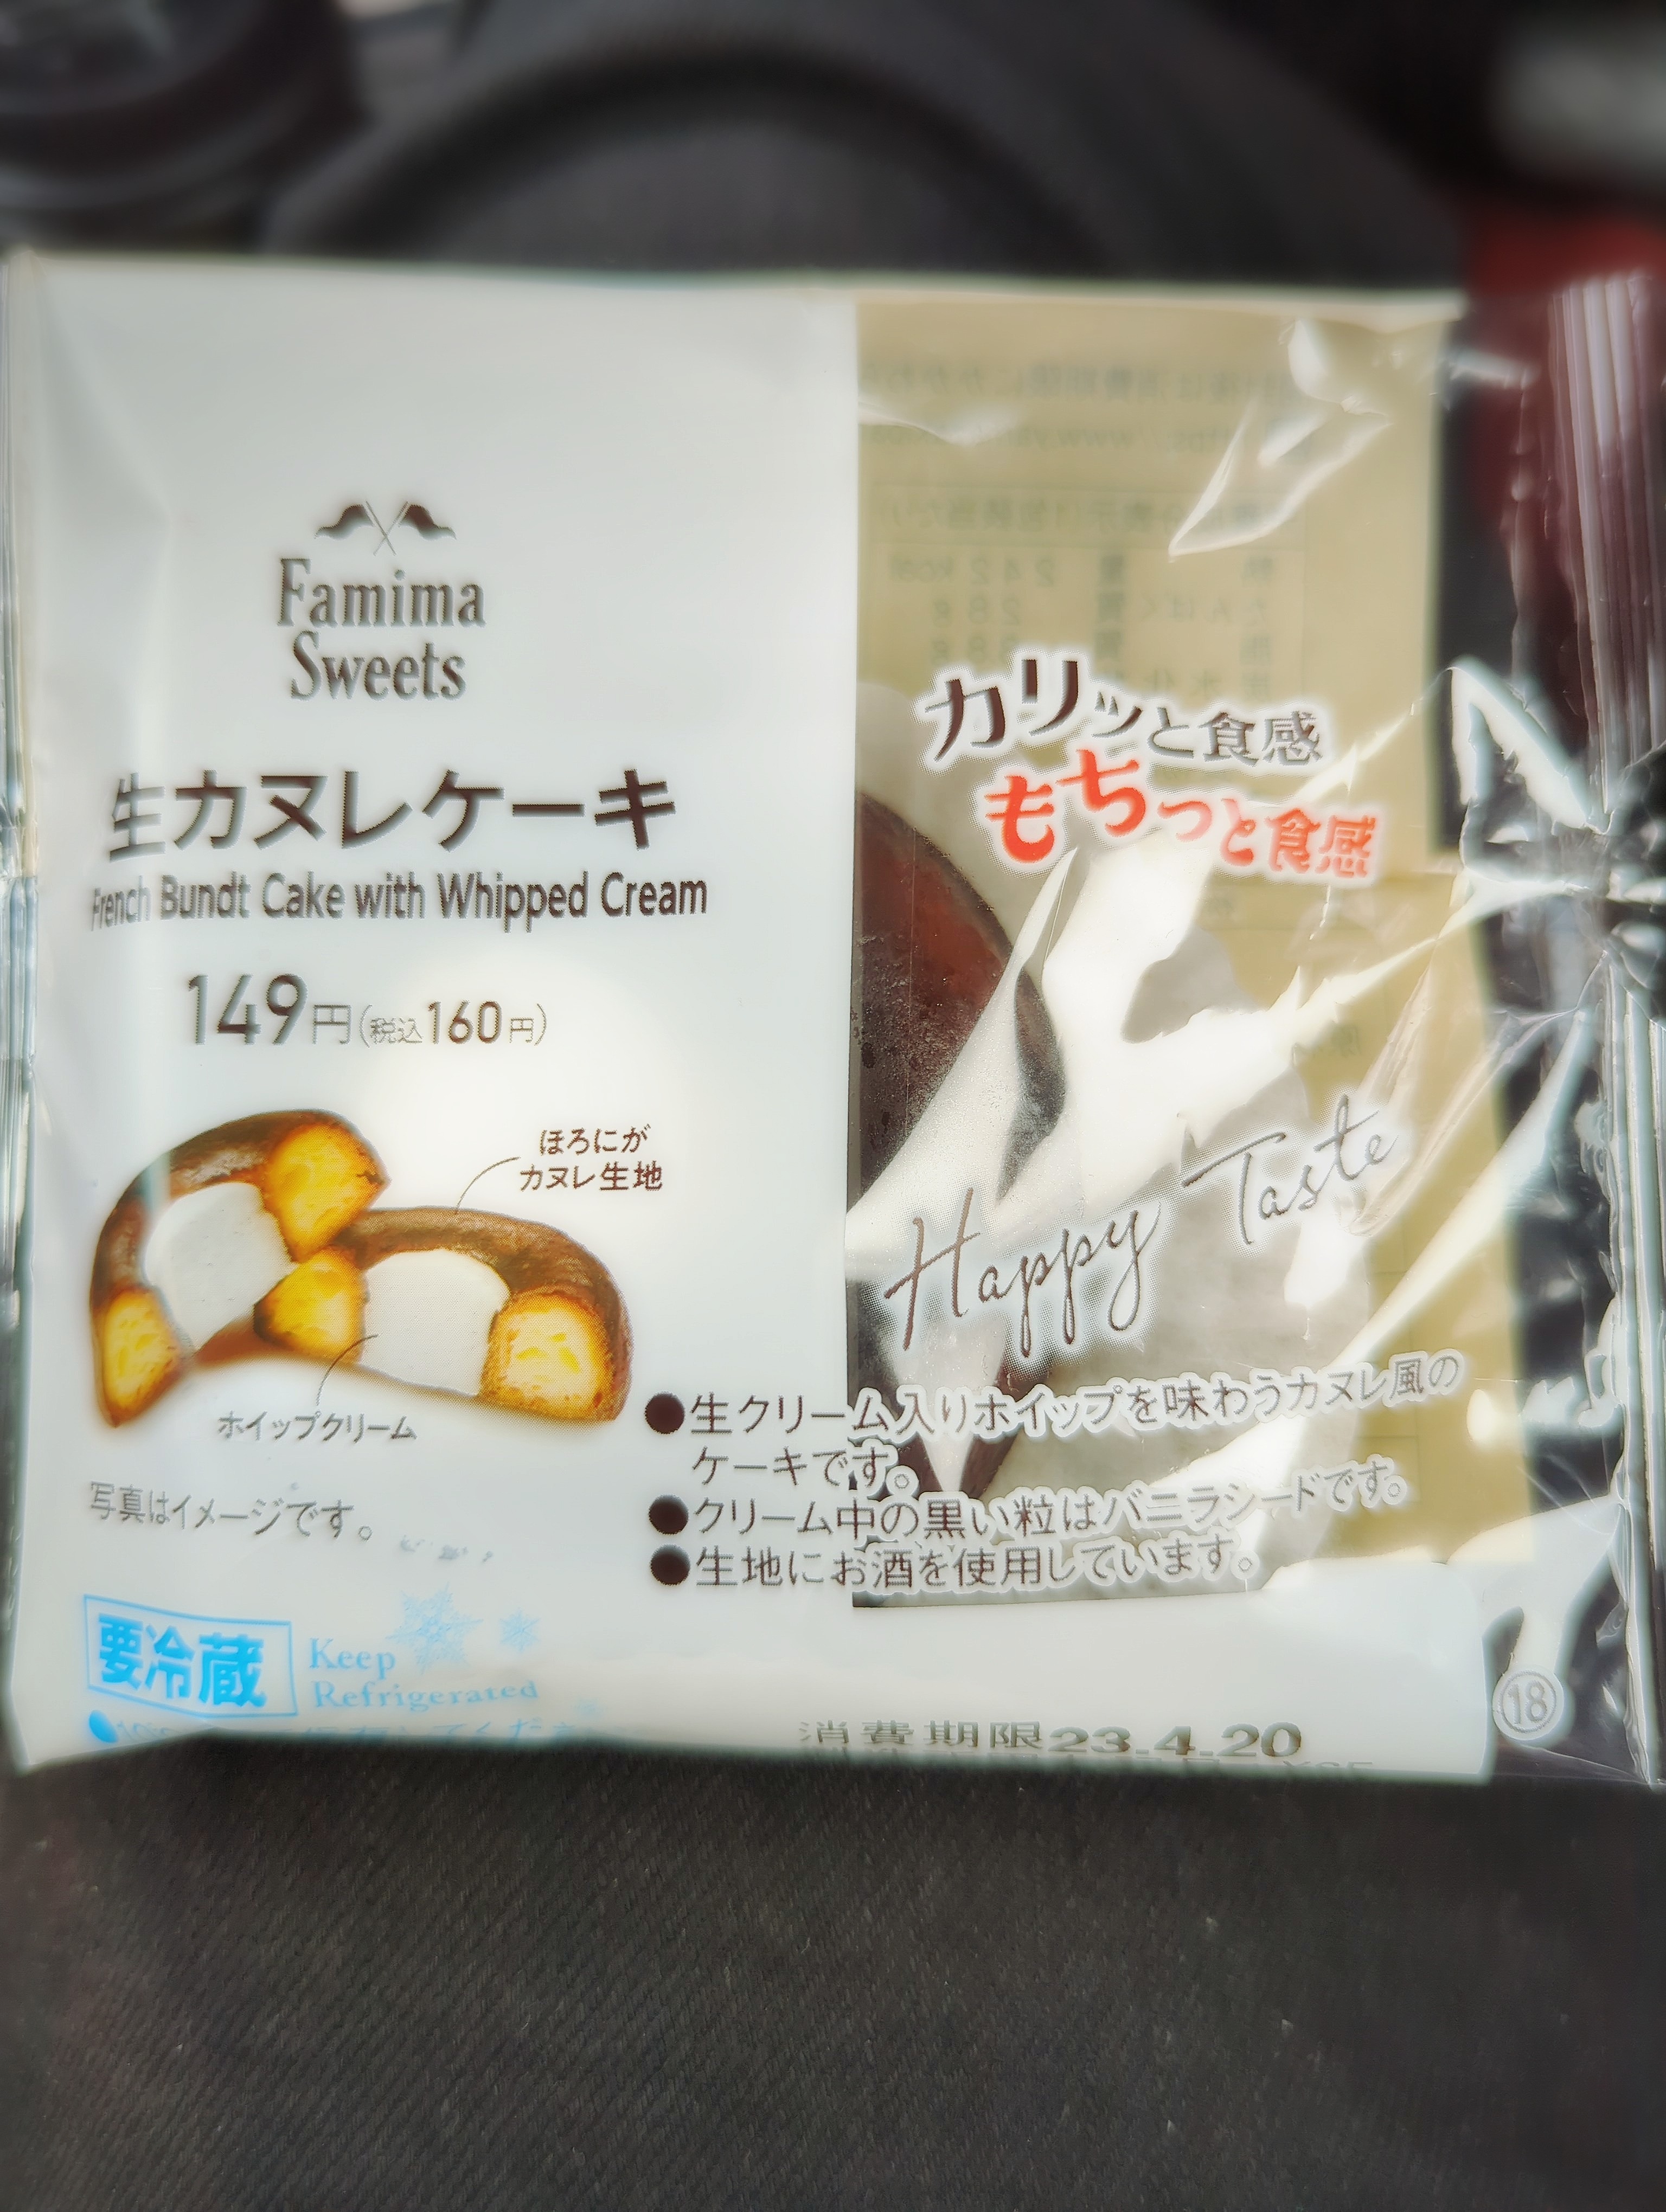 Famima
Sweets
生カヌレケーキ
French Bundt Cake with Whipped Cream
149円(税込160円)
ほろにが
カヌレ生地
ホイップクリーム
写真はイメージです。
要冷蔵
Keep
Refrigerated
カリッと食感
もちっと食感
Happy Taste
●生クリーム入りホイップを味わうカヌレ風の
ケーキです。
●クリーム中の黒い粒はバニラシードです。
●生地にお酒を使用しています。
消費期限23.4.20
18